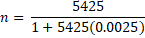 n = 5425 / 1 + 5425(0.0025)